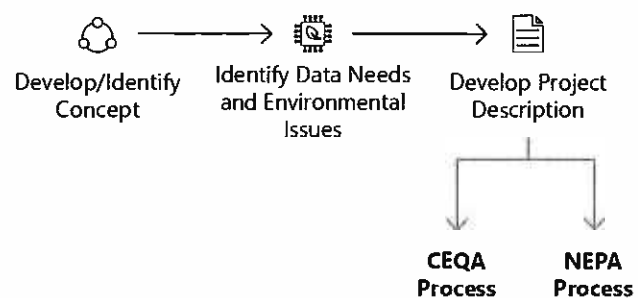 Develop/Identify
Concept
Identify Data Needs
and Environmental
Issues
Develop Project
Description
CEQA
Process
NEPA
Process